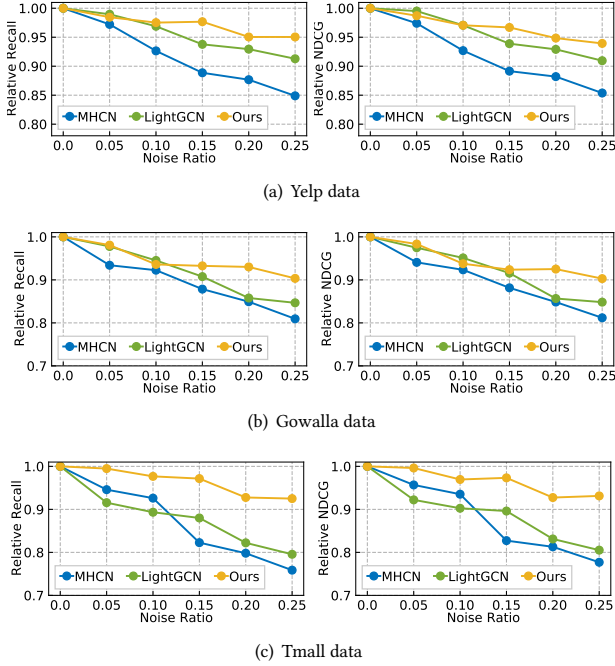 1.00
0.95
0.90
0.85
0.80
Relative Recall
MHCN LightGCN Ours
0.0 0.05 0.10 0.15 0.20 0.25
Noise Ratio
1.00
0.95
0.90
0.85
0.80
Relative NDCG
MHCN LightGCN Ours
0.0 0.05 0.10 0.15 0.20 0.25
Noise Ratio
(a) Yelp data
1.0
0.9
0.8
0.7
Relative Recall
MHCN LightGCN Ours
0.0 0.05 0.10 0.15 0.20 0.25
Noise Ratio
1.0
0.9
0.8
0.7
Relative NDCG
MHCN LightGCN Ours
0.0 0.05 0.10 0.15 0.20 0.25
Noise Ratio
(b) Gowalla data
1.0
0.9
0.8
0.7
Relative Recall
MHCN LightGCN Ours
0.0 0.05 0.10 0.15 0.20 0.25
Noise Ratio
1.0
0.9
0.8
0.7
Relative NDCG
MHCN LightGCN Ours
0.0 0.05 0.10 0.15 0.20 0.25
Noise Ratio
(c) Tmall data